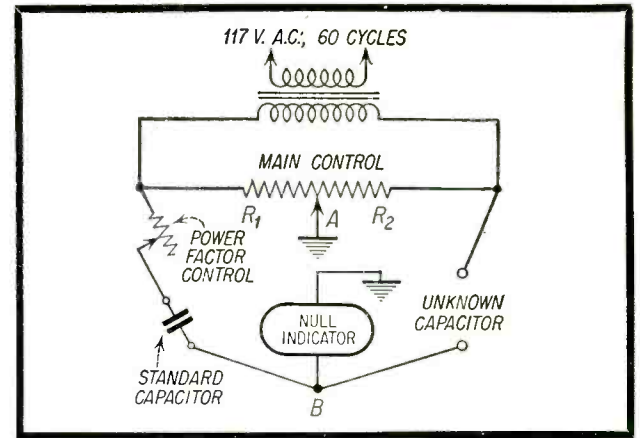 117 V. A.C.; 60 CYCLES
MAIN CONTROL
R1 A R2
POWER
FACTOR
CONTROL
NULL
INDICATOR
UNKNOWN
CAPACITOR
STANDARD
CAPACITOR
B